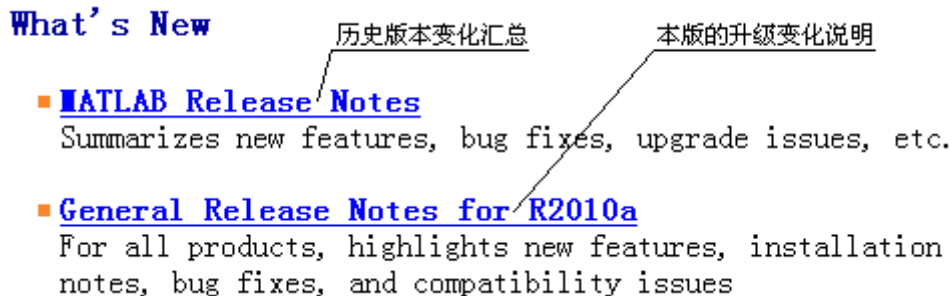 What's New
历史版本变化汇总
本版的升级变化说明
MATLAB Release Notes
Summarizes new features, bug fixes, upgrade issues, etc.
General Release Notes for R2010a
For all products, highlights new features, installation
notes, bug fixes, and compatibility issues